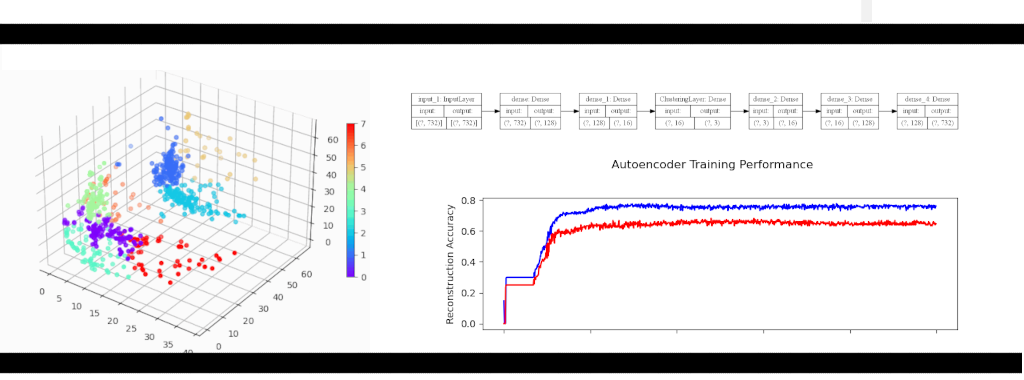 input_1: InputLayer
input: output:
[(?, 732)] [(?, 732)]
dense: Dense
input: output:
(?, 732) (?, 128)
dense_1: Dense
input: output:
(?, 128) (?, 16)
ClusteringLayer: Dense
input: output:
(?, 16) (?, 3)
dense_2: Dense
input: output:
(?, 3) (?, 16)
dense_3: Dense
input: output:
(?, 16) (?, 128)
dense_4: Dense
input: output:
(?, 128) (?, 732)
Autoencoder Training Performance
Reconstruction Accuracy
0.8
0.6
0.4
0.2
0.0
60
50
40
30
20
10
0
7
6
5
4
3
2
1
0
0
5
10
15
20
25
30
35
40
0
10
20
30
40
50
60